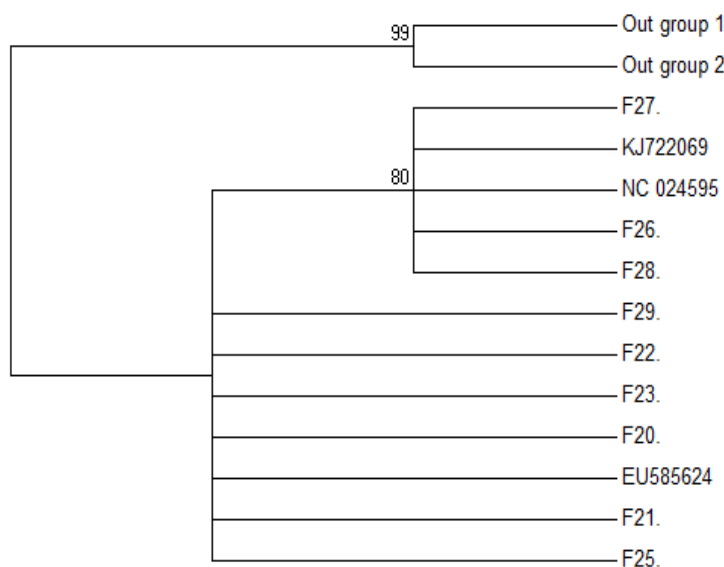 Out group 1
99
Out group 2
F27.
KJ722069
80
NC 024595
F26.
F28.
F29.
F22.
F23.
F20.
EU585624
F21.
F25.